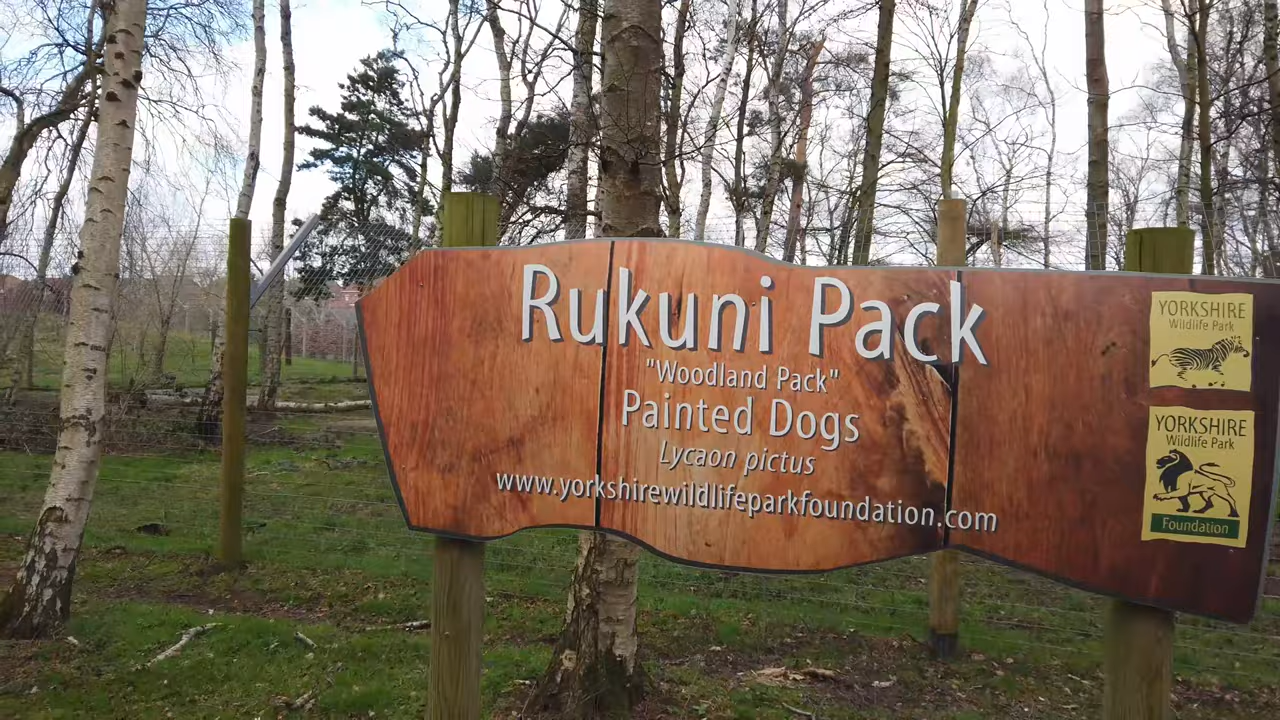 Rukuni Pack
"Woodland Pack"
Painted Dogs
Lycaon pictus
www.yorkshirewildlifeparkfoundation.com
YORKSHIRE
Wildlife Park
YORKSHIRE
Wildlife Park
Foundation